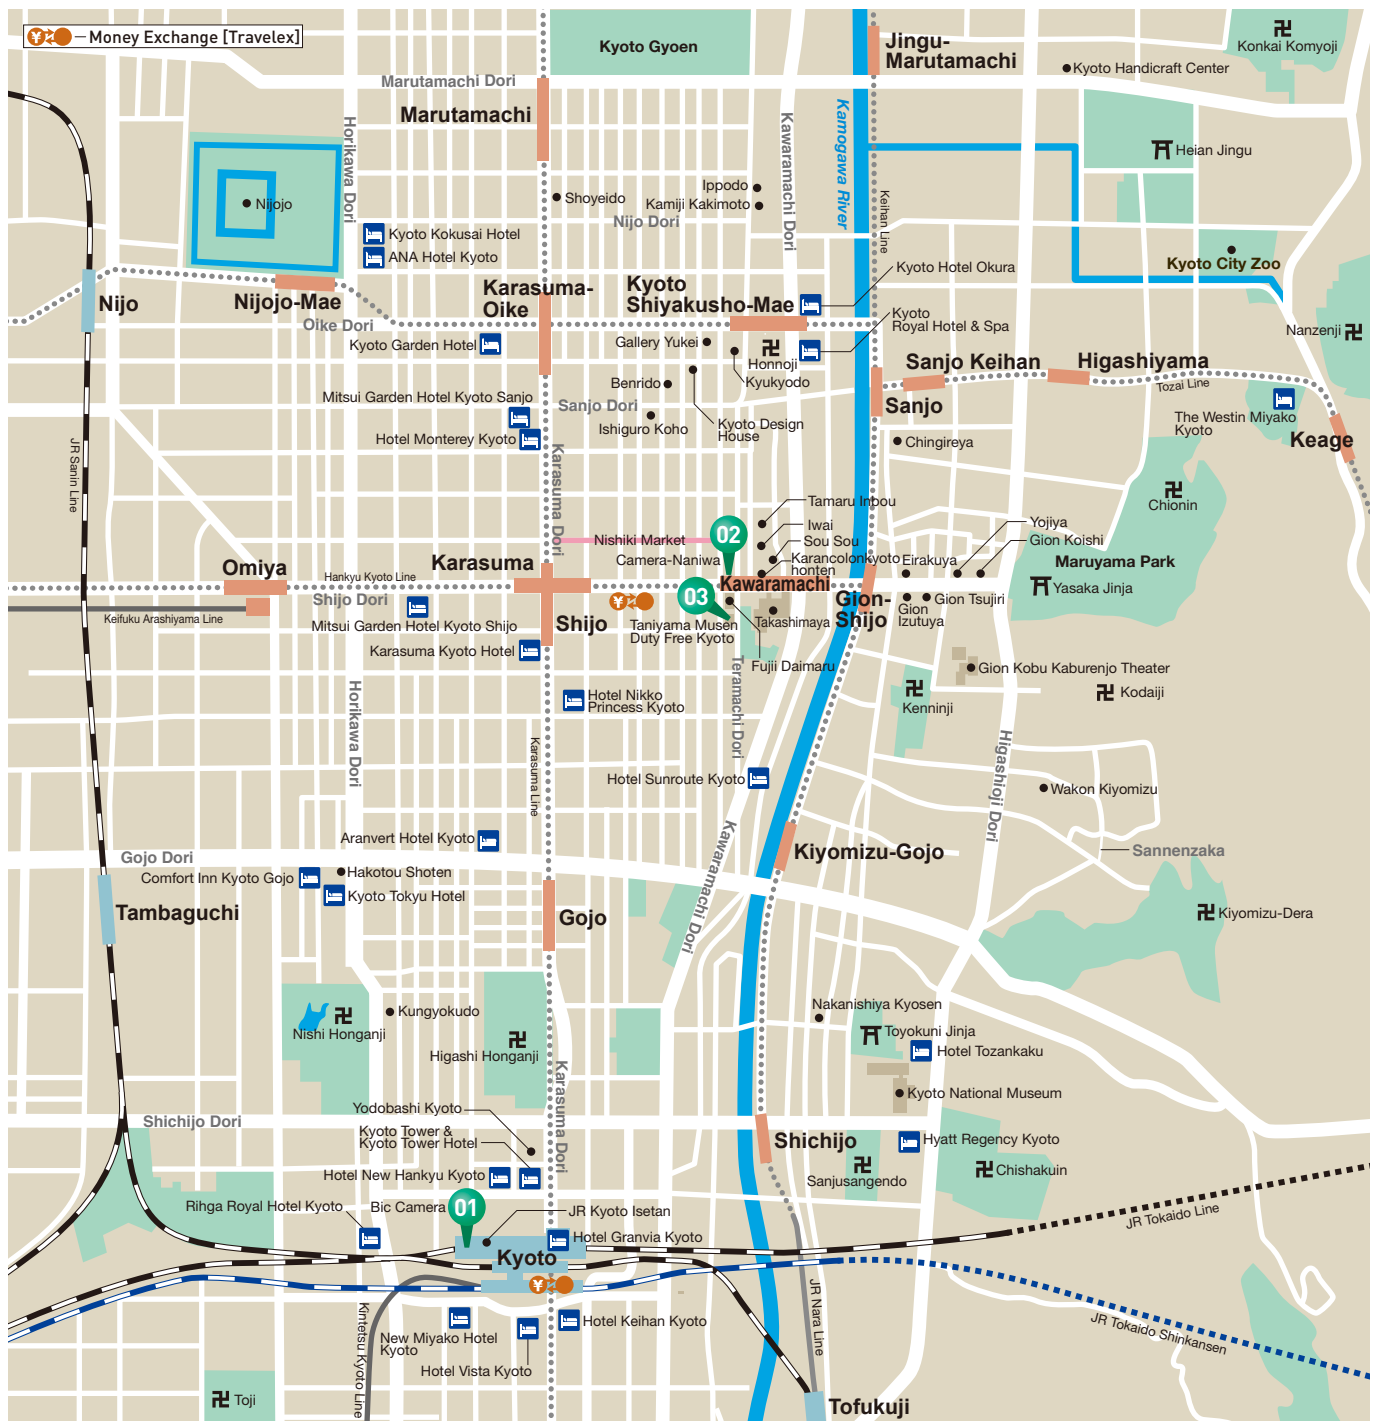 ¥
Money Exchange [Travelex]
Kyoto Gyoen
Jingu-
Marutamachi
Konkai Komyoji
Kyoto Handicraft Center
Marutamachi Dori
Marutamachi
Horikawa Dori
Kawaramachi Dori
Kamogawa River
Keihan Line
Heian Jingu
Nijojo
Shoyeido
Ippodo
Kamiji Kakimoto
Nijo Dori
Kyoto Kokusai Hotel
ANA Hotel Kyoto
Kyoto City Zoo
Kyoto Hotel Okura
Nijo
Nijojo-Mae
Oike Dori
Karasuma-
Oike
Kyoto
Shiyakusho-Mae
Kyoto
Royal Hotel & Spa
Nanzenji
Kyoto Garden Hotel
Gallery Yukei
Honnoji
Kyukyodo
Benrido
Sanjo Keihan
Higashiyama
Tozai Line
Mitsui Garden Hotel Kyoto Sanjo
Sanjo Dori
Sanjo
Ishiguro Koho
Kyoto Design
House
The Westin Miyako
Kyoto
Keage
Hotel Monterey Kyoto
Chingireya
JR Sanin Line
Karasuma Dori
Chionin
Tamaru Inbou
Iwai
Sou Sou
Karancolonkyoto
honten
Yojiya
Gion Koishi
Nishiki Market
02
Camera-Naniwa
Eirakuya
Maruyama Park
Omiya
Karasuma
Hankyu Kyoto Line
Kawaramachi
Yasaka Jinja
Shijo Dori
03
¥
Keifuku Arashiyama Line
Mitsui Garden Hotel Kyoto Shijo
Shijo
Taniyama Musen
Duty Free Kyoto
Takashimaya
Gion-
Shijo
Gion
Izutuya
Gion Tsujiri
Karasuma Kyoto Hotel
Fujii Daimaru
Gion Kobu Kaburenjo Theater
Hotel Nikko
Princess Kyoto
Teramachi Dori
Kenninji
Kodaiji
Horikawa Dori
Karasuma Line
Higashioji Dori
Hotel Sunroute Kyoto
Wakon Kiyomizu
Aranvert Hotel Kyoto
Kawaramachi Dori
Kiyomizu-Gojo
Sannenzaka
Gojo Dori
Comfort Inn Kyoto Gojo
Hakotou Shoten
Kyoto Tokyu Hotel
Tambaguchi
Gojo
Kiyomizu-Dera
Nishi Honganji
Kungyokudo
Higashi Honganji
Nakanishiya Kyosen
Toyokuni Jinja
Hotel Tozankaku
Karasuma Dori
Kyoto National Museum
Yodobashi Kyoto
Shichijo Dori
Kyoto Tower &
Kyoto Tower Hotel
Shichijo
Hyatt Regency Kyoto
Sanjusangendo
Chishakuin
Hotel New Hankyu Kyoto
Rihga Royal Hotel Kyoto
Bic Camera
01
JR Kyoto Isetan
JR Tokaido Line
Hotel Granvia Kyoto
Kyoto
¥
Kintetsu Kyoto Line
New Miyako Hotel
Kyoto
Hotel Vista Kyoto
Hotel Keihan Kyoto
JR Nara Line
JR Tokaido Shinkansen
Toji
Tofukuji